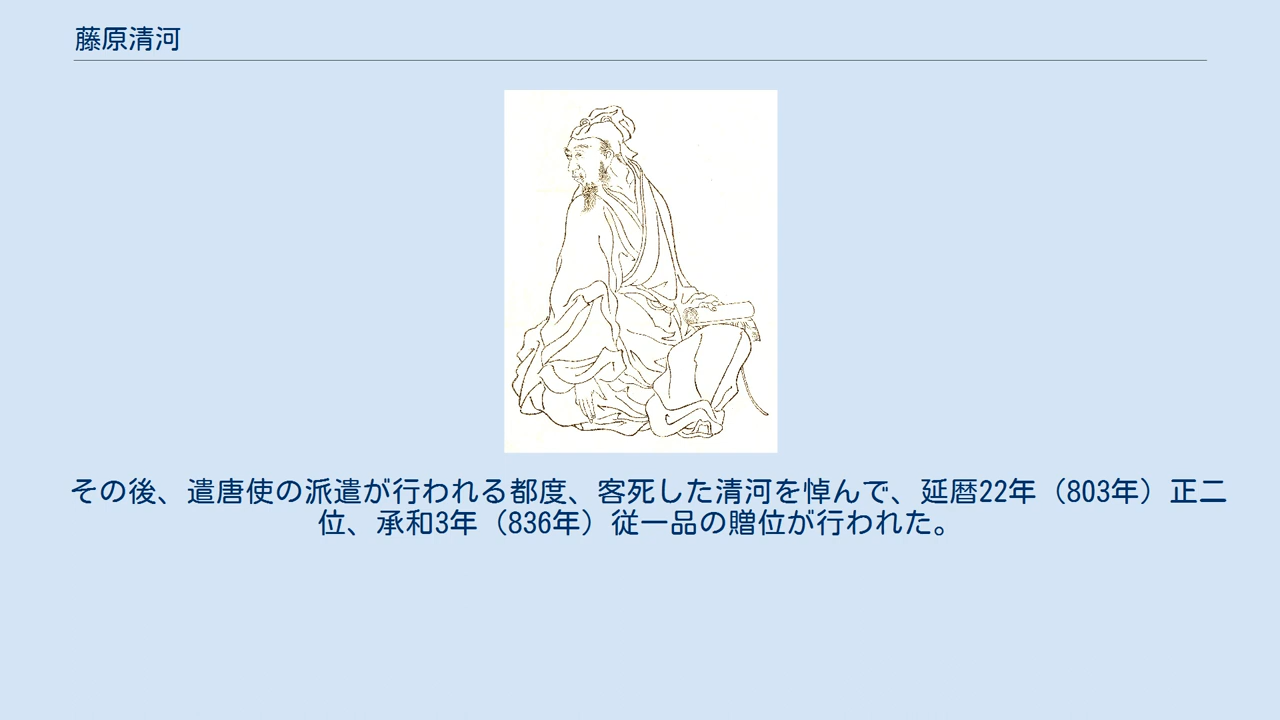 藤原清河
その後、遣唐使の派遣が行われる都度、客死した清河を悼んで、延暦22年（803年）正二
位、承和3年（836年）従一品の贈位が行われた。